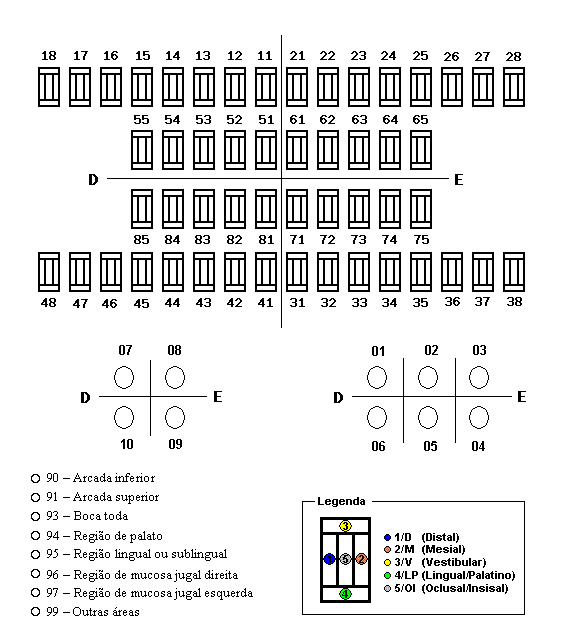 18 17 16 15 14 13 12 11 21 22 23 24 25 26 27 28
55 54 53 52 51 61 62 63 64 65
D E
85 84 83 82 81 71 72 73 74 75
48 47 46 45 44 43 42 41 31 32 33 34 35 36 37 38
07 08
D E
10 09
01 02 03
D E
06 05 04
90 – Arcada inferior
91 – Arcada superior
93 – Boca toda
94 – Região de palato
95 – Região lingual ou sublingual
96 – Região de mucosa jugal direita
97 – Região de mucosa jugal esquerda
99 – Outras áreas
Legenda
3
1 5 2
4
1/D (Distal)
2/M (Mesial)
3/V (Vestibular)
4/LP (Lingual/Palatino)
5/OI (Oclusal/Insisal)